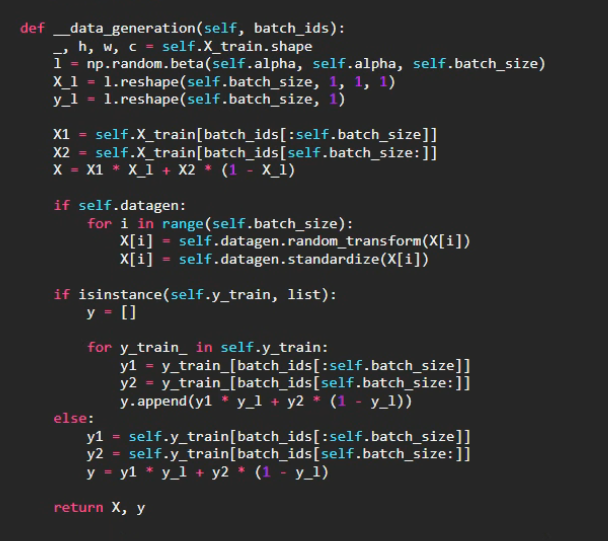 def __data_generation(self, batch_ids):
    _, h, w, c = self.X_train.shape
    l = np.random.beta(self.alpha, self.alpha, self.batch_size)
    X_l = l.reshape(self.batch_size, 1, 1, 1)
    y_l = l.reshape(self.batch_size, 1)

    X1 = self.X_train[batch_ids[:self.batch_size]]
    X2 = self.X_train[batch_ids[self.batch_size:]]
    X = X1 * X_l + X2 * (1 - X_l)

    if self.datagen:
        for i in range(self.batch_size):
            X[i] = self.datagen.random_transform(X[i])
            X[i] = self.datagen.standardize(X[i])

    if isinstance(self.y_train, list):
        y = []

        for y_train_ in self.y_train:
            y1 = y_train_[batch_ids[:self.batch_size]]
            y2 = y_train_[batch_ids[self.batch_size:]]
            y.append(y1 * y_l + y2 * (1 - y_l))
    else:
        y1 = self.y_train[batch_ids[:self.batch_size]]
        y2 = self.y_train[batch_ids[self.batch_size:]]
        y = y1 * y_l + y2 * (1 - y_l)

    return X, y